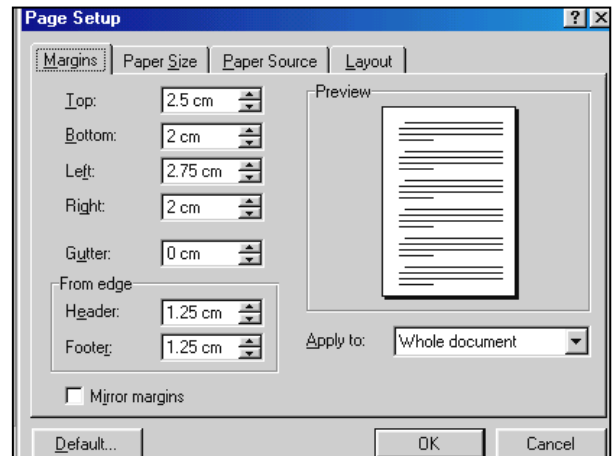 Page Setup
Margins Paper Size Paper Source Layout
Top: 2.5 cm
Bottom: 2 cm
Left: 2.75 cm
Right: 2 cm
Gutter: 0 cm
From edge
Header: 1.25 cm
Footer: 1.25 cm
Mirror margins
Preview
Apply to: Whole document
Default... OK Cancel